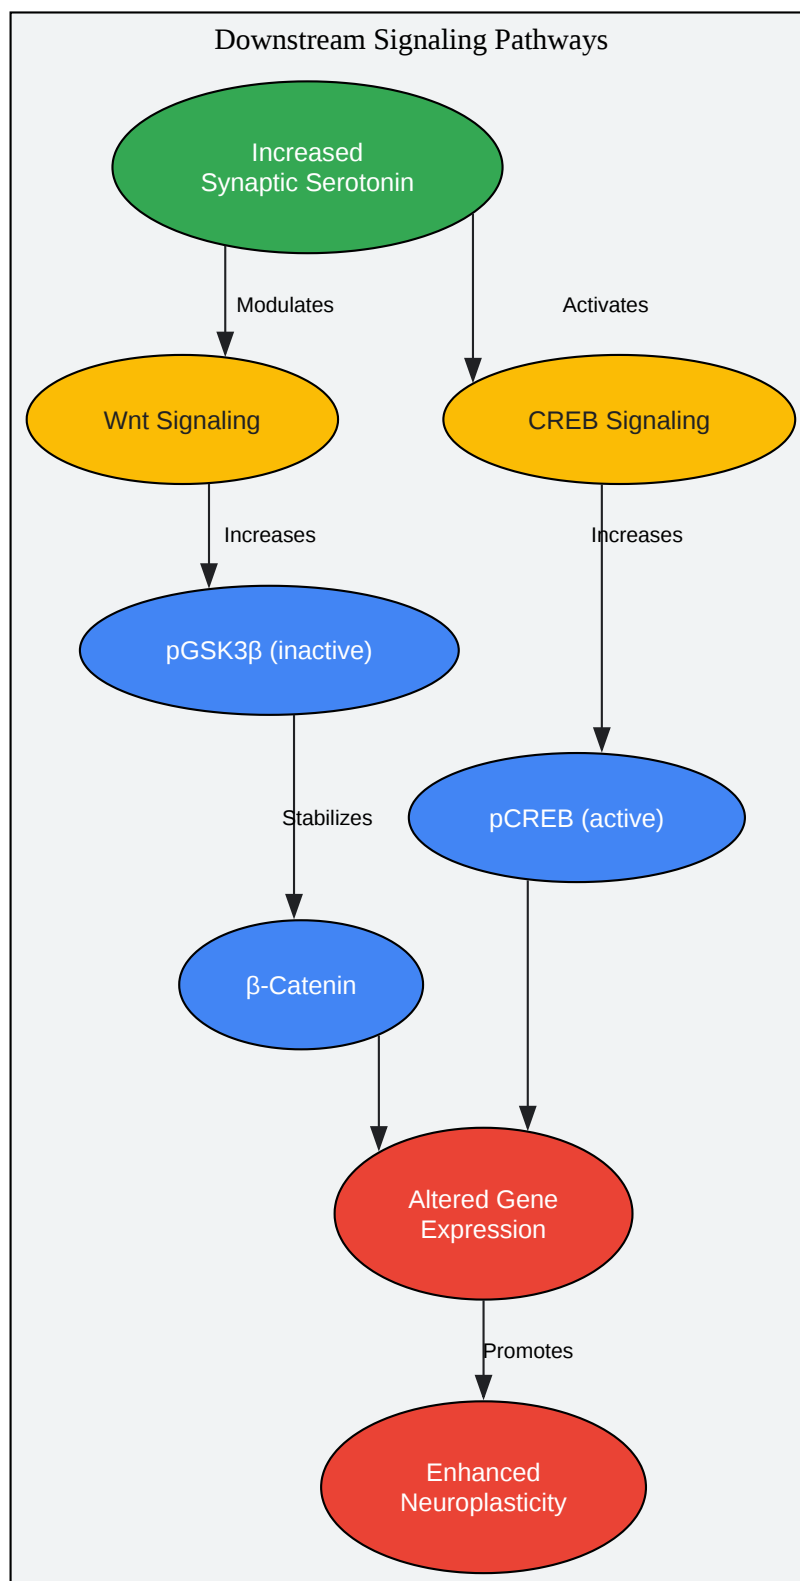 Downstream Signaling Pathways
Increased
Synaptic Serotonin
Modulates
Activates
Wnt Signaling
CREB Signaling
Increases
Increases
pGSK3β (inactive)
Stabilizes
pCREB (active)
β-Catenin
Altered Gene
Expression
Promotes
Enhanced
Neuroplasticity